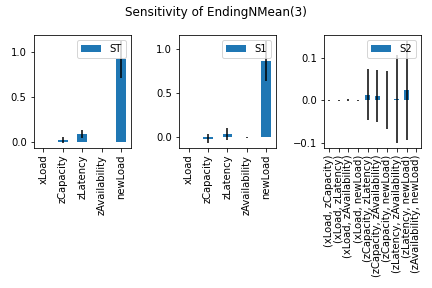 Sensitivity of EndingNMean(3)
ST
1.0
0.5
0.0
xLoad
zCapacity
zLatency
zAvailability
newLoad
S1
1.0
0.5
0.0
xLoad
zCapacity
zLatency
zAvailability
newLoad
S2
0.1
0.0
−0.1
(xLoad, zCapacity)
(xLoad, zLatency)
(xLoad, zAvailability)
(xLoad, newLoad)
(zCapacity, zLatency)
(zCapacity, zAvailability)
(zCapacity, newLoad)
(zLatency, zAvailability)
(zLatency, newLoad)
(zAvailability, newLoad)